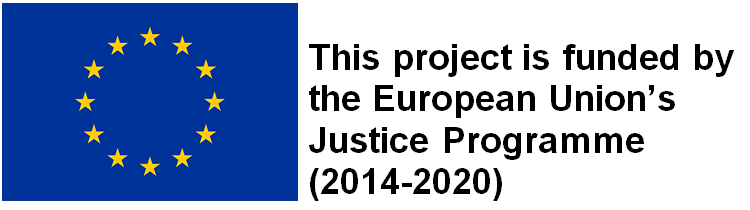 This project is funded by
the European Union’s
Justice Programme
(2014-2020)